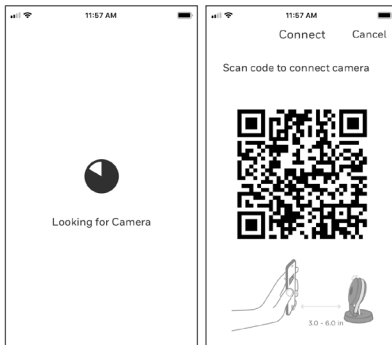 11:57 AM
Looking for Camera
11:57 AM
Connect Cancel
Scan code to connect camera
3.0 - 6.0 in